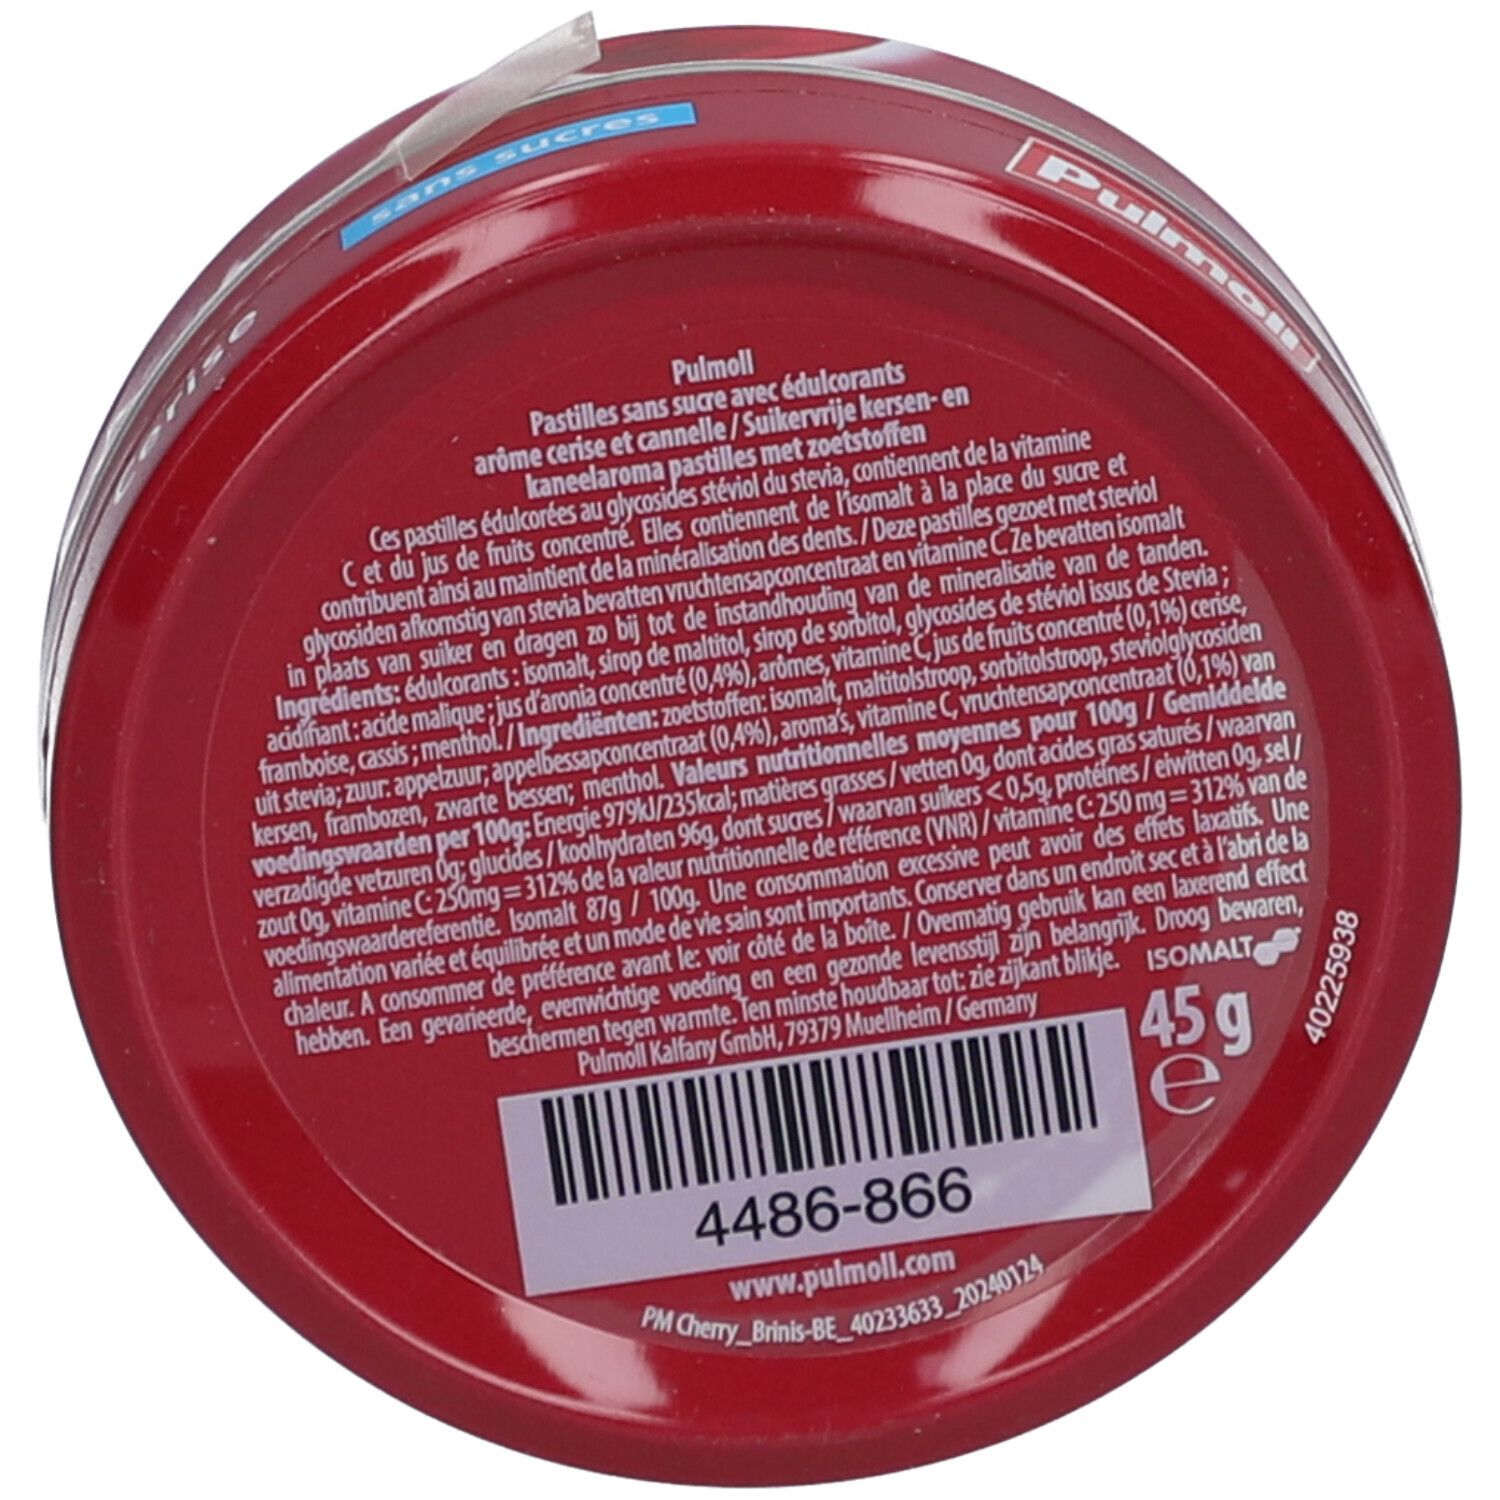 sans sucres
Pulmoll
Cerise
Pulmoll
Pastilles sans sucre avec édulcorants
arôme cerise et cannelle / Suikervrije kersen- en
kaneelaroma pastilles met zoetstoffen
Ces pastilles édulcorées au glycosides stéviol du stevia, contiennent de la vitamine
C et du jus de fruits concentré. Elles contiennent de l'isomalt à la place du sucre et
contribuent ainsi au maintient de la minéralisation des dents. / Deze pastilles gezoet met steviol
glycosiden afkomstig van stevia bevatten vruchtensapconcentraat en vitamine C. Ze bevatten isomalt
in plaats van suiker en dragen zo bij tot de instandhouding van de mineralisatie van de tanden.
Ingrédients: édulcorants : isomalt, sirop de maltitol, sirop de sorbitol, glycosides de stéviol issus de Stevia ;
acidifiant : acide malique ; jus d'aronia concentré (0,4%), arômes, vitamine C, jus de fruits concentré (0,1%) cerise,
framboise, cassis ; menthol. / Ingrediënten: zoetstoffen: isomalt, maltitolstroop, sorbitolstroop, steviolglycosiden
uit stevia; zuur: appelzuur; appelbessapconcentraat (0,4%), aroma's, vitamine C, vruchtensapconcentraat (0,1%) van
kersen, frambozen, zwarte bessen; menthol. Valeurs nutritionnelles moyennes pour 100g / Gemiddelde
voedingswaarden per 100g: Energie 979kJ/235kcal; matières grasses / vetten 0g, dont acides gras saturés / waarvan
verzadigde vetzuren 0g; glucides / koolhydraten 96g, dont sucres / waarvan suikers < 0,5g, protéines / eiwitten 0g, sel /
zout 0g, vitamine C: 250mg = 312% de la valeur nutritionnelle de référence (VNR) / vitamine C: 250 mg = 312% van de
voedingswaardereferentie. Isomalt 87g / 100g. Une consommation excessive peut avoir des effets laxatifs. Une
alimentation variée et équilibrée et un mode de vie sain sont importants. Conserver dans un endroit sec et à l'abri de la
chaleur. A consommer de préférence avant le: voir côté de la boîte. / Overmatig gebruik kan een laxerend effect
hebben. Een gevarieerde, evenwichtige voeding en een gezonde levensstijl zijn belangrijk. Droog bewaren,
beschermen tegen warmte. Ten minste houdbaar tot: zie zijkant blikje.
Pulmoll Kalfany GmbH, 79379 Muellheim / Germany
ISOMALT
45 g
e
40225938
4486-866
www.pulmoll.com
PM Cherry_Brinis-BE_40233633_20240124